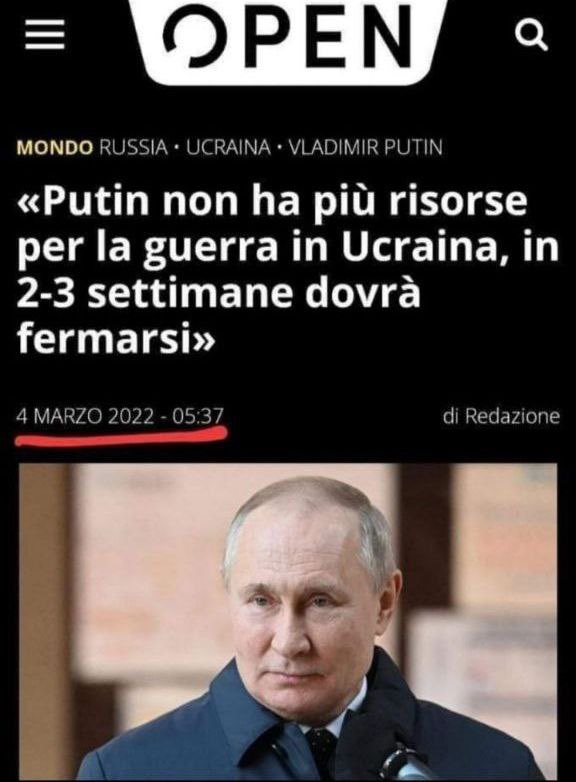 OPEN
MONDO RUSSIA • UCRAINA • VLADIMIR PUTIN
«Putin non ha più risorse
per la guerra in Ucraina, in
2-3 settimane dovrà
fermarsi»
4 MARZO 2022 - 05:37 di Redazione